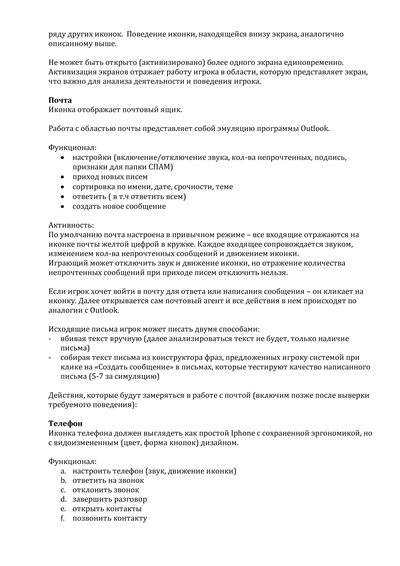 ряду других иконок.  Поведение иконки, находящейся внизу экрана, аналогично
описанному выше.
Не может быть открыто (активизировано) более одного экрана единовременно.
Активизация экранов отражает работу игрока в области, которую представляет экран,
что важно для анализа деятельности и поведения игрока.
Почта
Иконка отображает почтовый ящик.
Работа с областью почты представляет собой эмуляцию программы Outlook.
Функционал:
• настройки (включение/отключение звука, кол-ва непрочтенных, подпись,
признаки для папки СПАМ)
• приход новых писем
• сортировка по имени, дате, срочности, теме
• ответить ( в т.ч ответить всем)
• создать новое сообщение
Активность:
По умолчанию почта настроена в привычном режиме – все входящие отражаются на
иконке почты желтой цифрой в кружке. Каждое входящее сопровождается звуком,
изменением кол-ва непрочтенных сообщений и движением иконки.
Играющий может отключить звук и движение иконки, но отражение количества
непрочтенных сообщений при приходе писем отключить нельзя.
Если игрок хочет войти в почту для ответа или написания сообщения – он кликает на
иконку. Далее открывается сам почтовый агент и все действия в нем происходят по
аналогии с Outlook.
Исходящие письма игрок может писать двумя способами:
- вбивая текст вручную (далее анализироваться текст не будет, только наличие
письма)
- собирая текст письма из конструктора фраз, предложенных игроку системой при
клике на «Создать сообщение» в письмах, которые тестируют качество написанного
письма (5-7 за симуляцию)
Действия, которые будут замеряться в работе с почтой (включим позже после выверки
требуемого поведения):
Телефон
Иконка телефона должен выглядеть как простой Iphone с сохраненной эргономикой, но
с видоизмененным (цвет, форма кнопок) дизайном.
Функционал:
a. настроить телефон (звук, движение иконки)
b. ответить на звонок
c. отклонить звонок
d. завершить разговор
e. открыть контакты
f. позвонить контакту